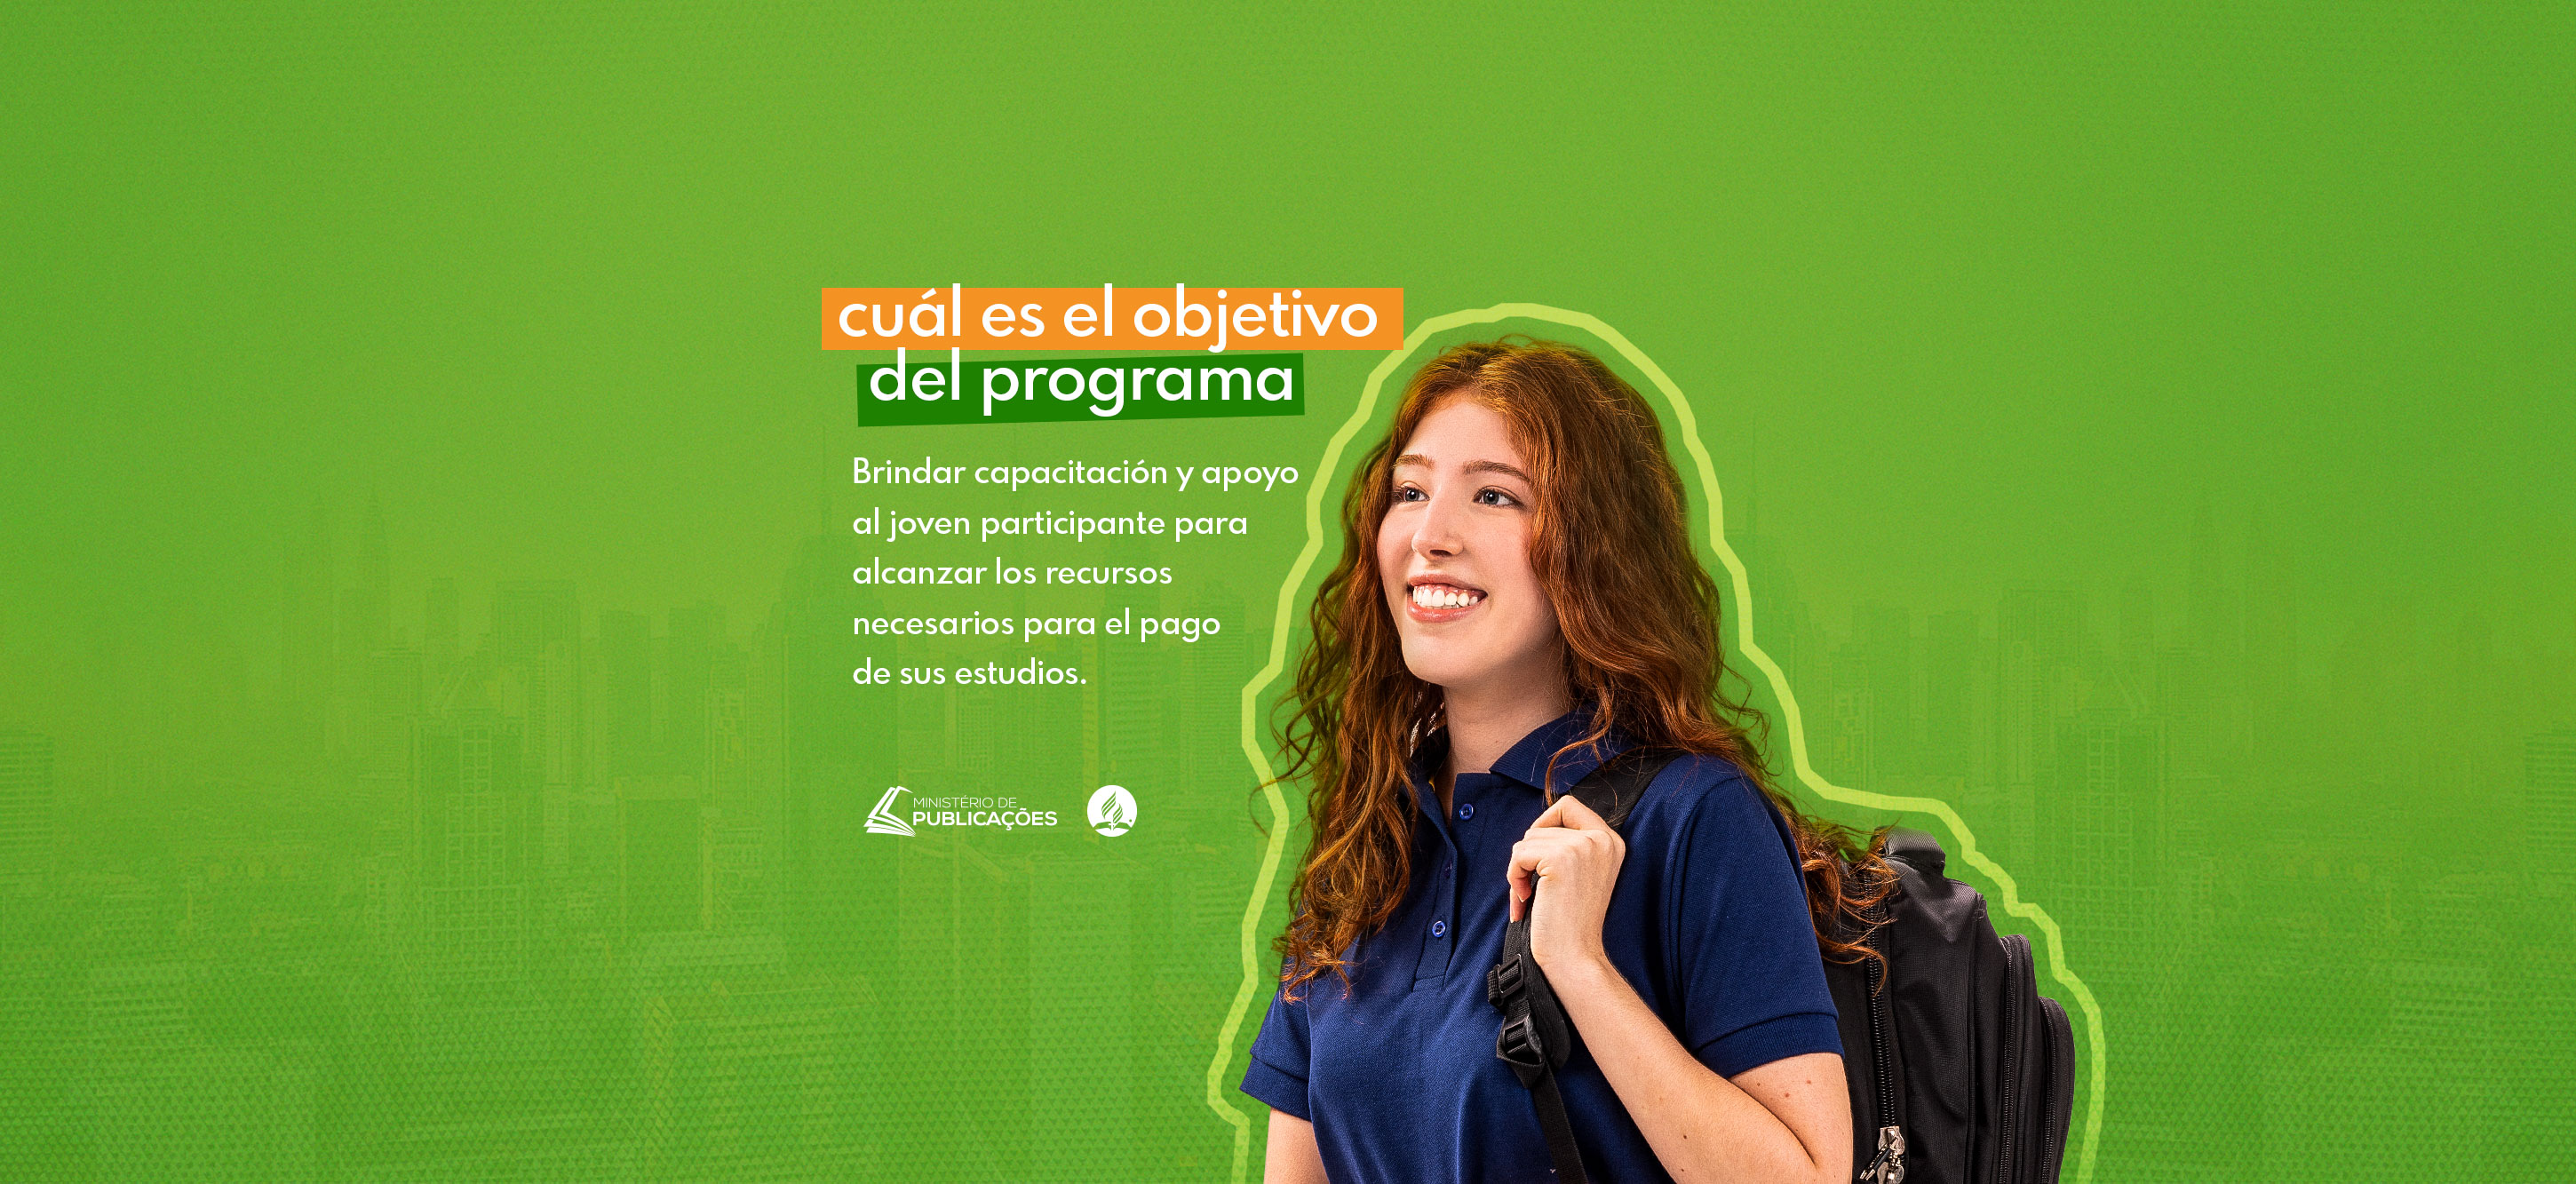 cuál es el objetivo
del programa
Brindar capacitación y apoyo
al joven participante para
alcanzar los recursos
necesarios para el pago
de sus estudios.
MINISTÉRIO DE
PUBLICAÇÕES